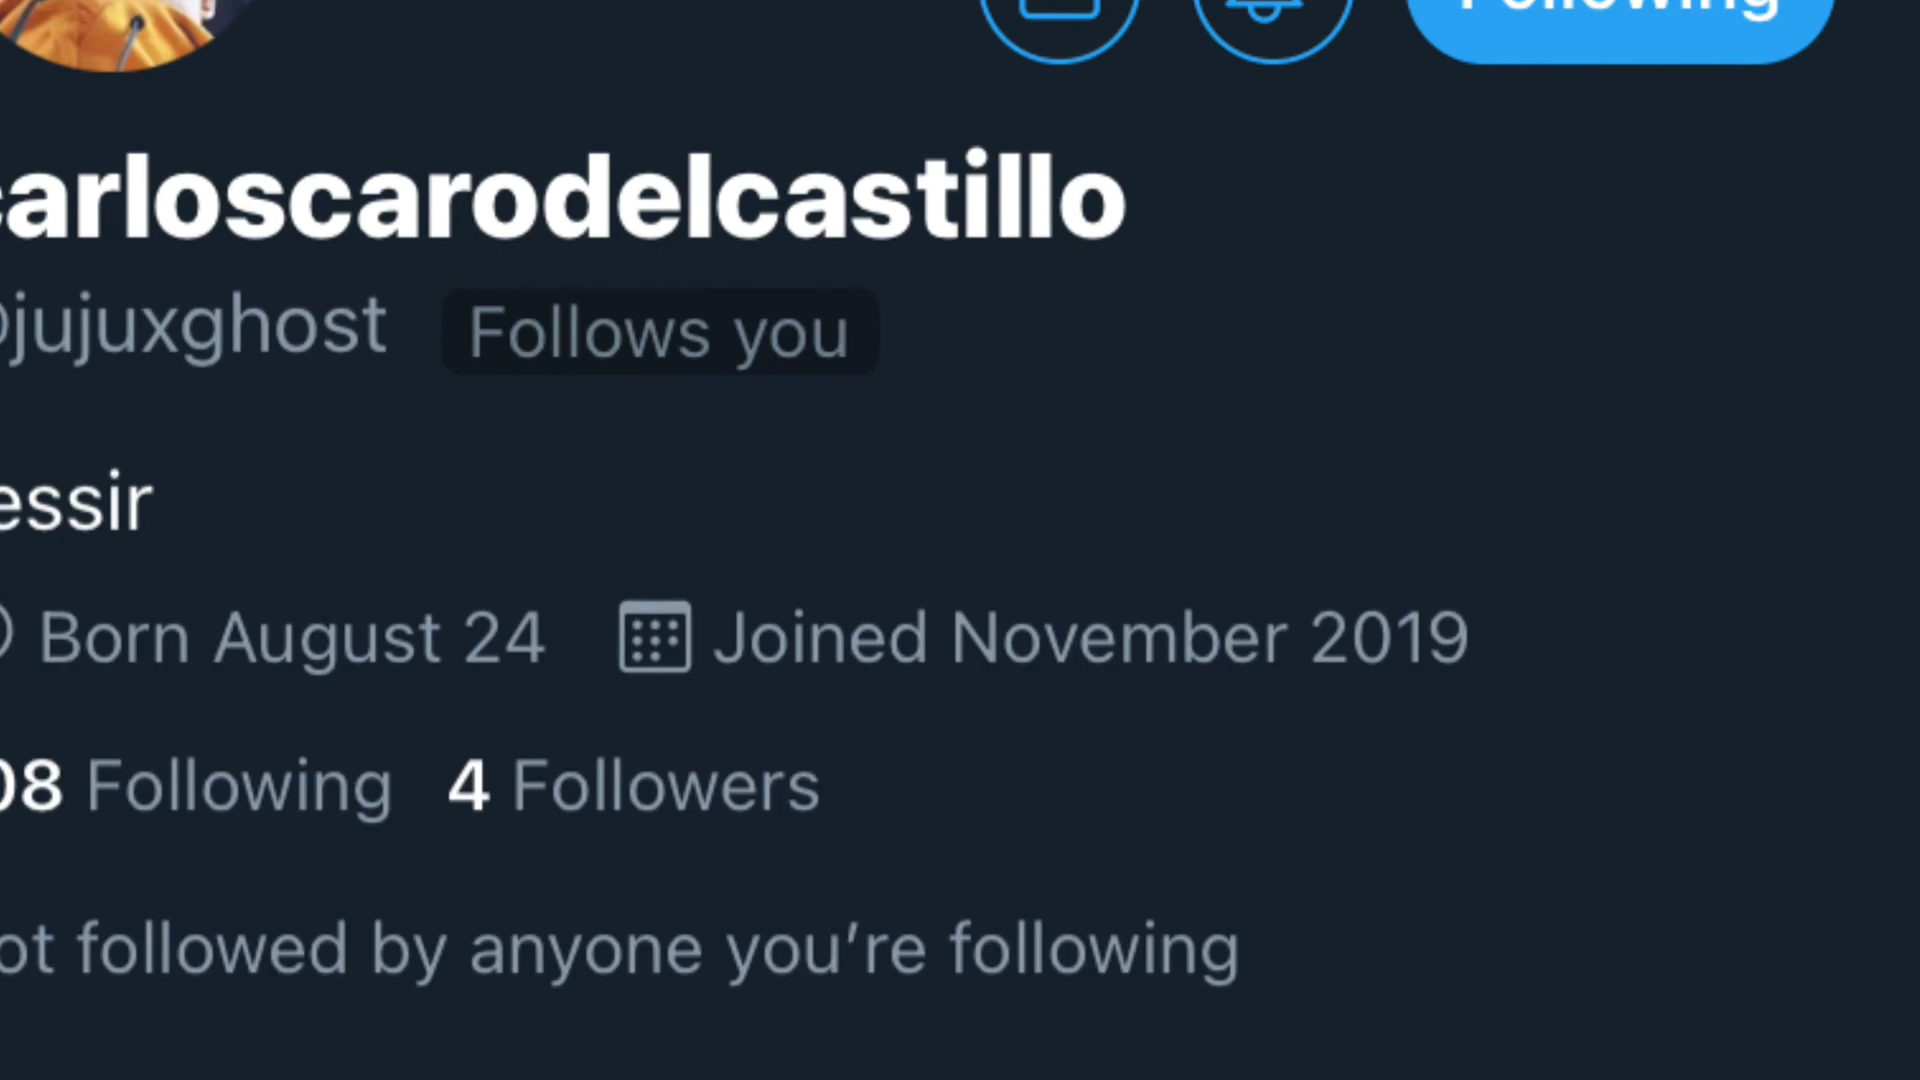 Following
carloscarodelcastillo
@jujuxghost Follows you
essir
Born August 24 Joined November 2019
08 Following 4 Followers
ot followed by anyone you’re following